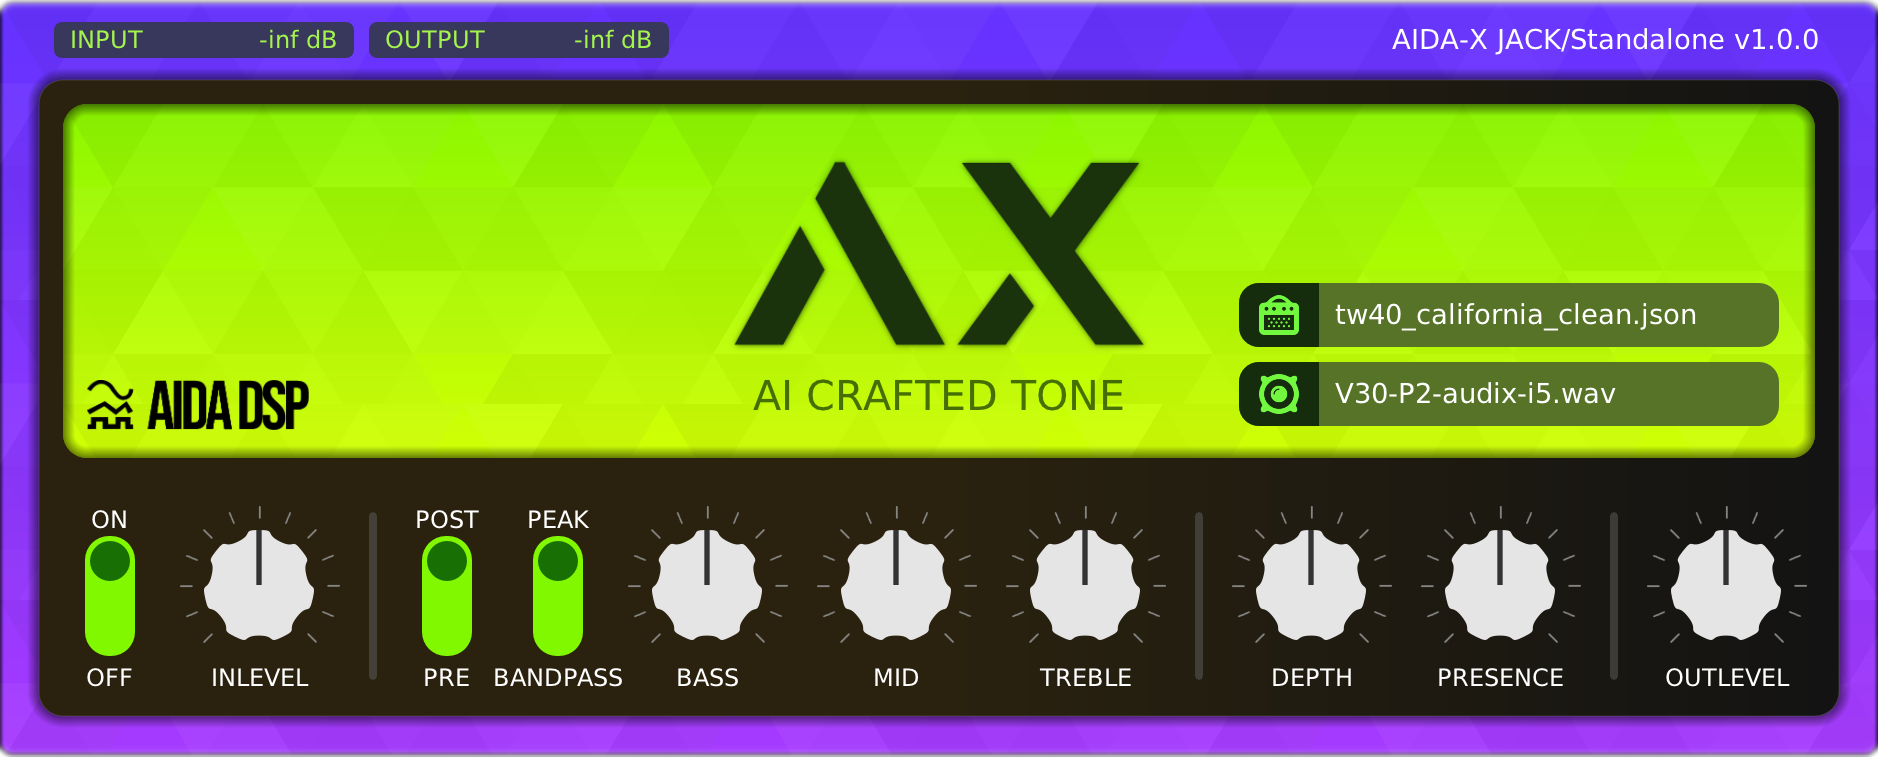 INPUT -inf dB OUTPUT -inf dB AIDA-X JACK/Standalone v1.0.0
AX
tw40_california_clean.json
V30-P2-audix-i5.wav
AI CRAFTED TONE
AIDA DSP
ON POST PEAK
OFF INLEVEL PRE BANDPASS BASS MID TREBLE DEPTH PRESENCE OUTLEVEL